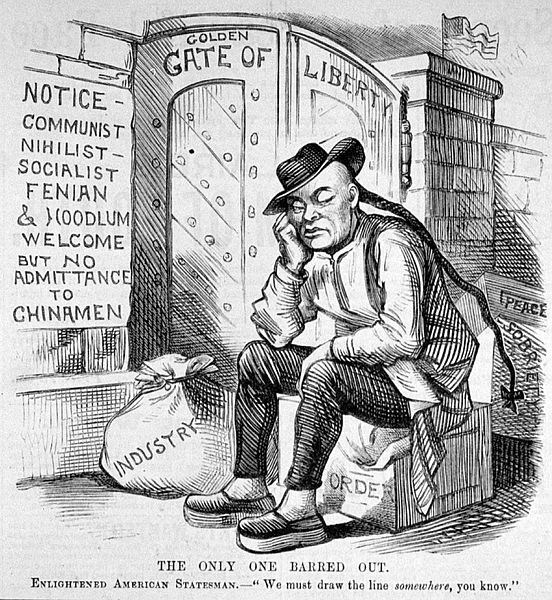 GOLDEN
GATE OF
LIBERTY
NOTICE -
COMMUNIST
NIHILIST -
SOCIALIST
FENIAN
& HOODLUM
WELCOME
BUT NO
ADMITTANCE
TO
CHINAMEN
PEACE
SOBRIE
INDUSTRY
ORDER
THE ONLY ONE BARRED OUT.
ENLIGHTENED AMERICAN STATESMAN.—"We must draw the line somewhere, you know."